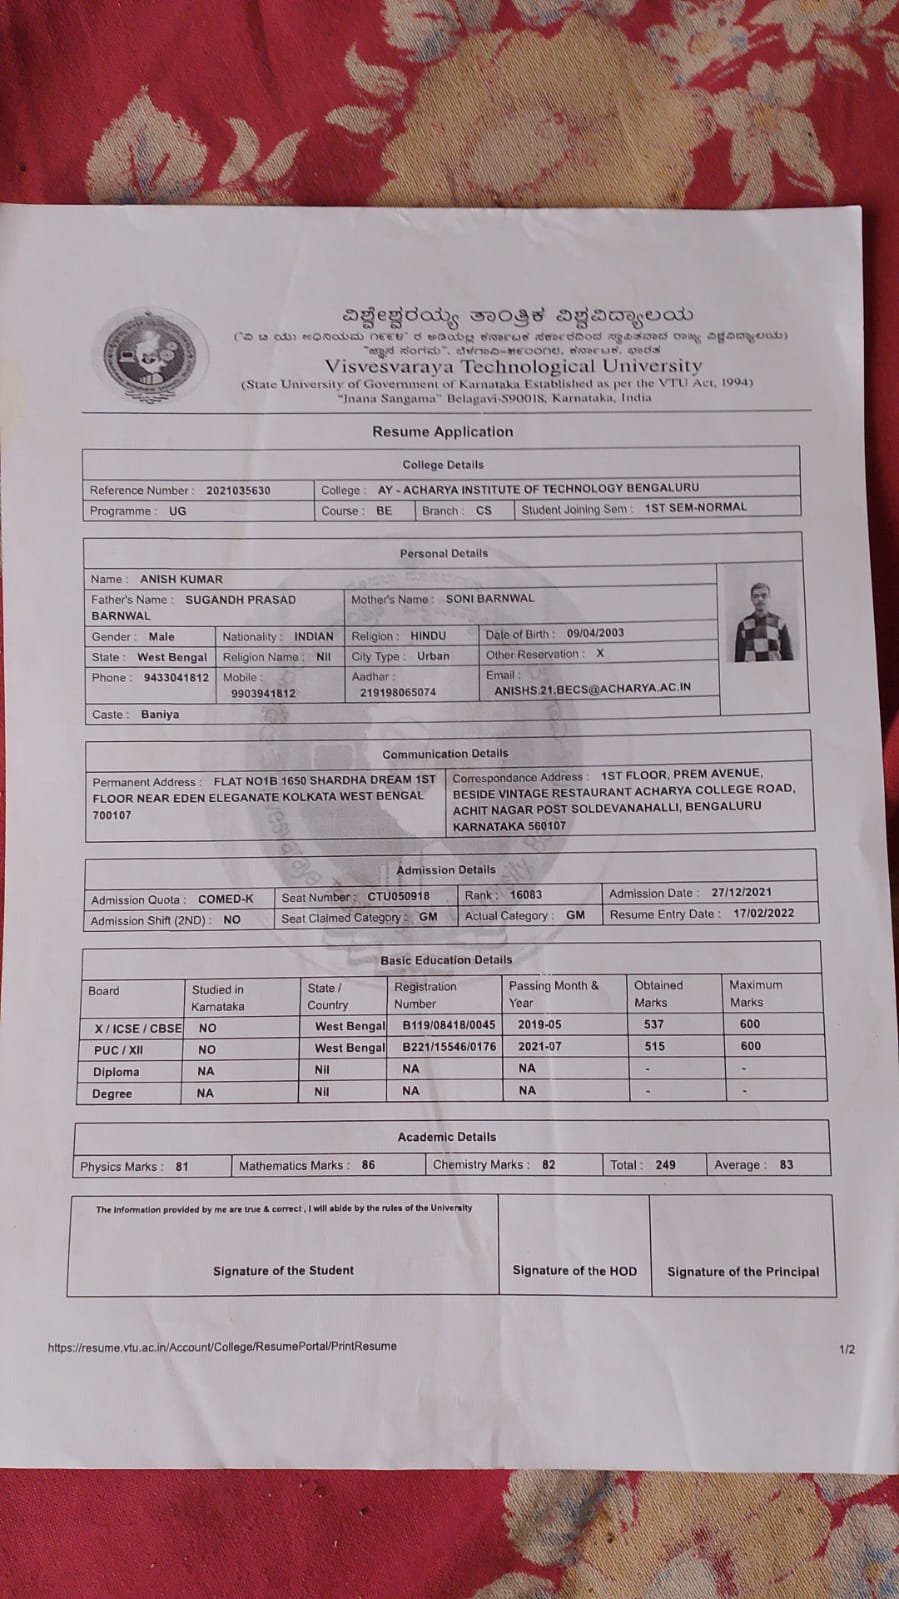 ವಿಶ್ವೇಶ್ವರಯ್ಯ ತಾಂತ್ರಿಕ ವಿಶ್ವವಿದ್ಯಾಲಯ
("ವಿ ಟಿ ಯು ಅಧಿನಿಯಮ ೧೯೯೪" ರ ಅಡಿಯಲ್ಲಿ ಕರ್ನಾಟಕ ಸರ್ಕಾರದಿಂದ ಸ್ಥಾಪಿತವಾದ ರಾಜ್ಯ ವಿಶ್ವವಿದ್ಯಾಲಯ)
"ಜ್ಞಾನ ಸಂಗಮ", ಬೆಳಗಾವಿ-೫೯೦೦೧೮, ಕರ್ನಾಟಕ, ಭಾರತ
Visvesvaraya Technological University
(State University of Government of Karnataka Established as per the VTU Act, 1994)
"Jnana Sangama" Belagavi-590018, Karnataka, India
Resume Application
College Details
Reference Number : 2021035630 College : AY - ACHARYA INSTITUTE OF TECHNOLOGY BENGALURU
Programme : UG Course : BE Branch : CS Student Joining Sem : 1ST SEM-NORMAL
Personal Details
Name : ANISH KUMAR
Father's Name : SUGANDH PRASAD Mother's Name : SONI BARNWAL
BARNWAL
Gender : Male Nationality : INDIAN Religion : HINDU Date of Birth : 09/04/2003
State : West Bengal Religion Name : Nil City Type : Urban Other Reservation : X
Phone : 9433041812 Mobile : Aadhar : Email :
9903941812 219198065074 ANISHS.21.BECS@ACHARYA.AC.IN
Caste : Baniya
Communication Details
Permanent Address : FLAT NO1B 1650 SHARDHA DREAM 1ST Correspondance Address : 1ST FLOOR, PREM AVENUE,
FLOOR NEAR EDEN ELEGANATE KOLKATA WEST BENGAL BESIDE VINTAGE RESTAURANT ACHARYA COLLEGE ROAD,
700107 ACHIT NAGAR POST SOLDEVANAHALLI, BENGALURU
KARNATAKA 560107
Admission Details
Admission Quota : COMED-K Seat Number : CTU050918 Rank : 16083 Admission Date : 27/12/2021
Admission Shift (2ND) : NO Seat Claimed Category : GM Actual Category : GM Resume Entry Date : 17/02/2022
Basic Education Details
Board Studied in State / Registration Passing Month & Obtained Maximum
Karnataka Country Number Year Marks Marks
X / ICSE / CBSE NO West Bengal B119/08418/0045 2019-05 537 600
PUC / XII NO West Bengal B221/15546/0176 2021-07 515 600
Diploma NA Nil NA NA - -
Degree NA Nil NA NA - -
Academic Details
Physics Marks : 81 Mathematics Marks : 86 Chemistry Marks : 82 Total : 249 Average : 83
The Information provided by me are true & correct , I will abide by the rules of the University
Signature of the Student Signature of the HOD Signature of the Principal
https://resume.vtu.ac.in/Account/College/ResumePortal/PrintResume 1/2